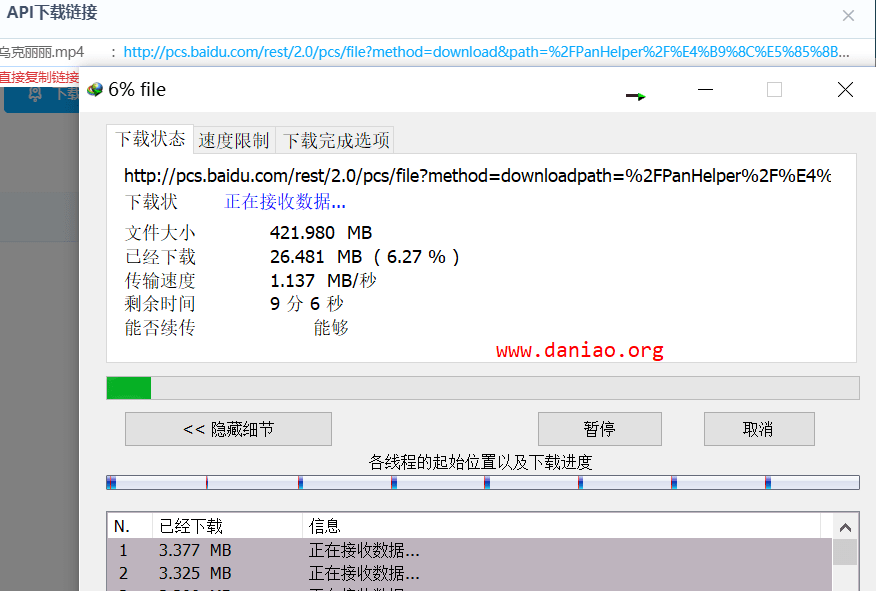 API下载链接
乌克丽丽.mp4 : http://pcs.baidu.com/rest/2.0/pcs/file?method=download&path=%2FPanHelper%2F%E4%B9%8C%E5%85%8B...
直接复制链接
下载
6% file
下载状态 速度限制 下载完成选项
http://pcs.baidu.com/rest/2.0/pcs/file?method=downloadpath=%2FPanHelper%2F%E4%
下载状 正在接收数据...
文件大小 421.980 MB
已经下载 26.481 MB ( 6.27 % )
传输速度 1.137 MB/秒
剩余时间 9 分 6 秒
能否续传 能够
www.daniao.org
<< 隐藏细节 暂停 取消
各线程的起始位置以及下载进度
N. 已经下载 信息
1 3.377 MB 正在接收数据...
2 3.325 MB 正在接收数据...